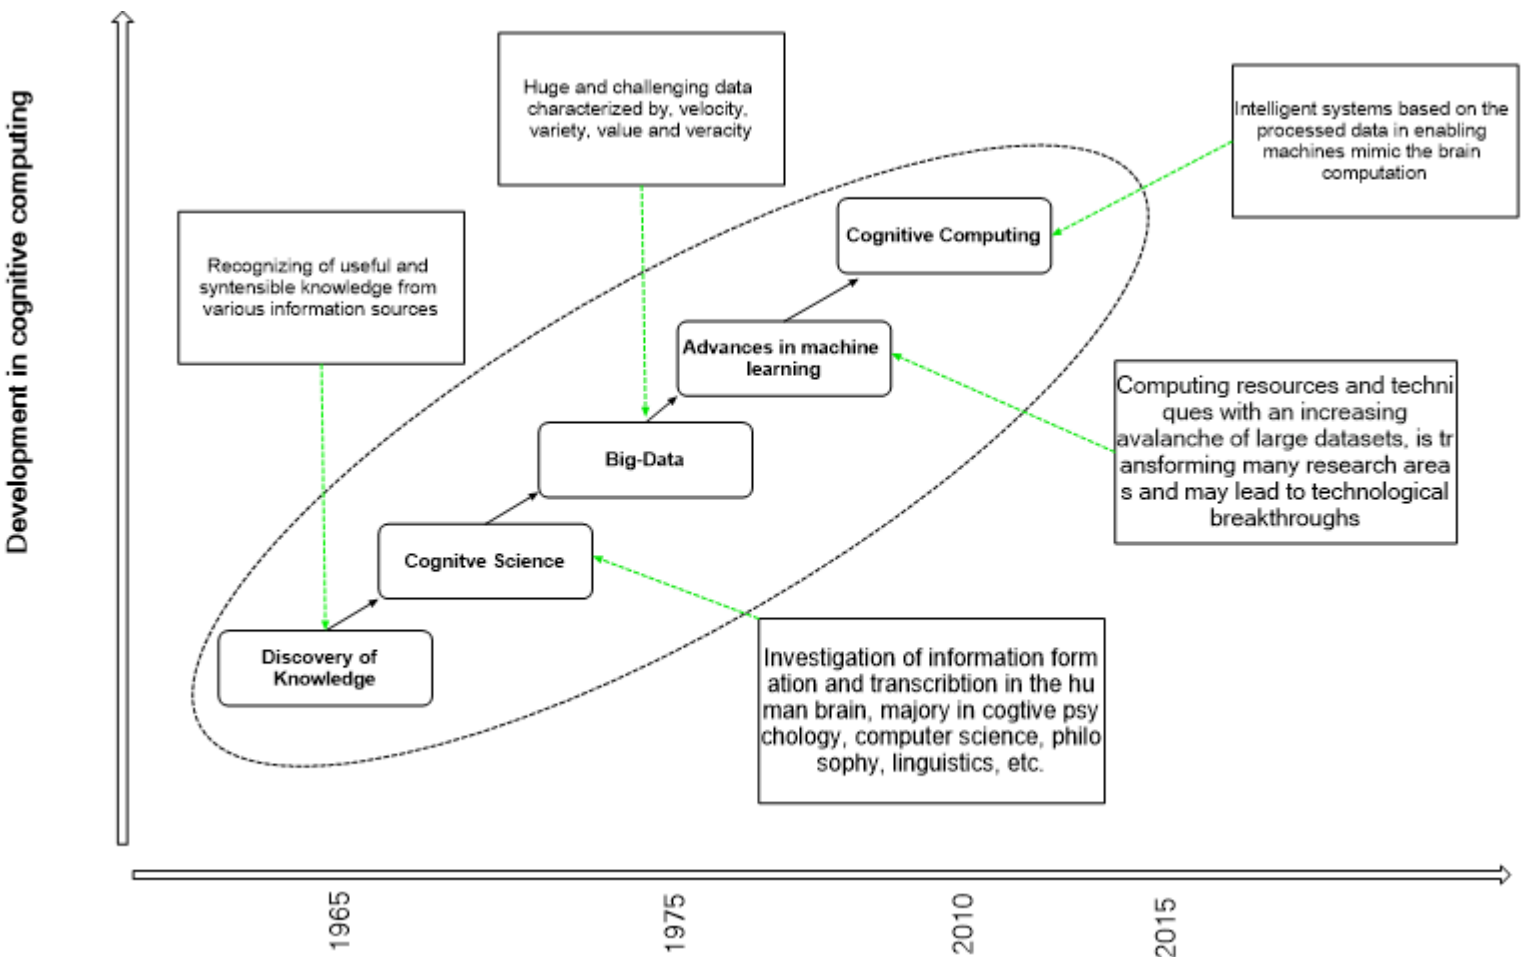 Development in cognitive computing
Huge and challenging data
characterized by, velocity,
variety, value and veracity
Intelligent systems based on the
processed data in enabling
machines mimic the brain
computation
Recognizing of useful and
syntensible knowledge from
various information sources
Cognitive Computing
Advances in machine
learning
Computing resources and techni
ques with an increasing
avalanche of large datasets, is tr
ansforming many research area
s and may lead to technological
breakthroughs
Big-Data
Cognitve Science
Discovery of
Knowledge
Investigation of information form
ation and transcribtion in the hu
man brain, majory in cogtive psy
chology, computer science, philo
sophy, linguistics, etc.
1965
1975
2010
2015